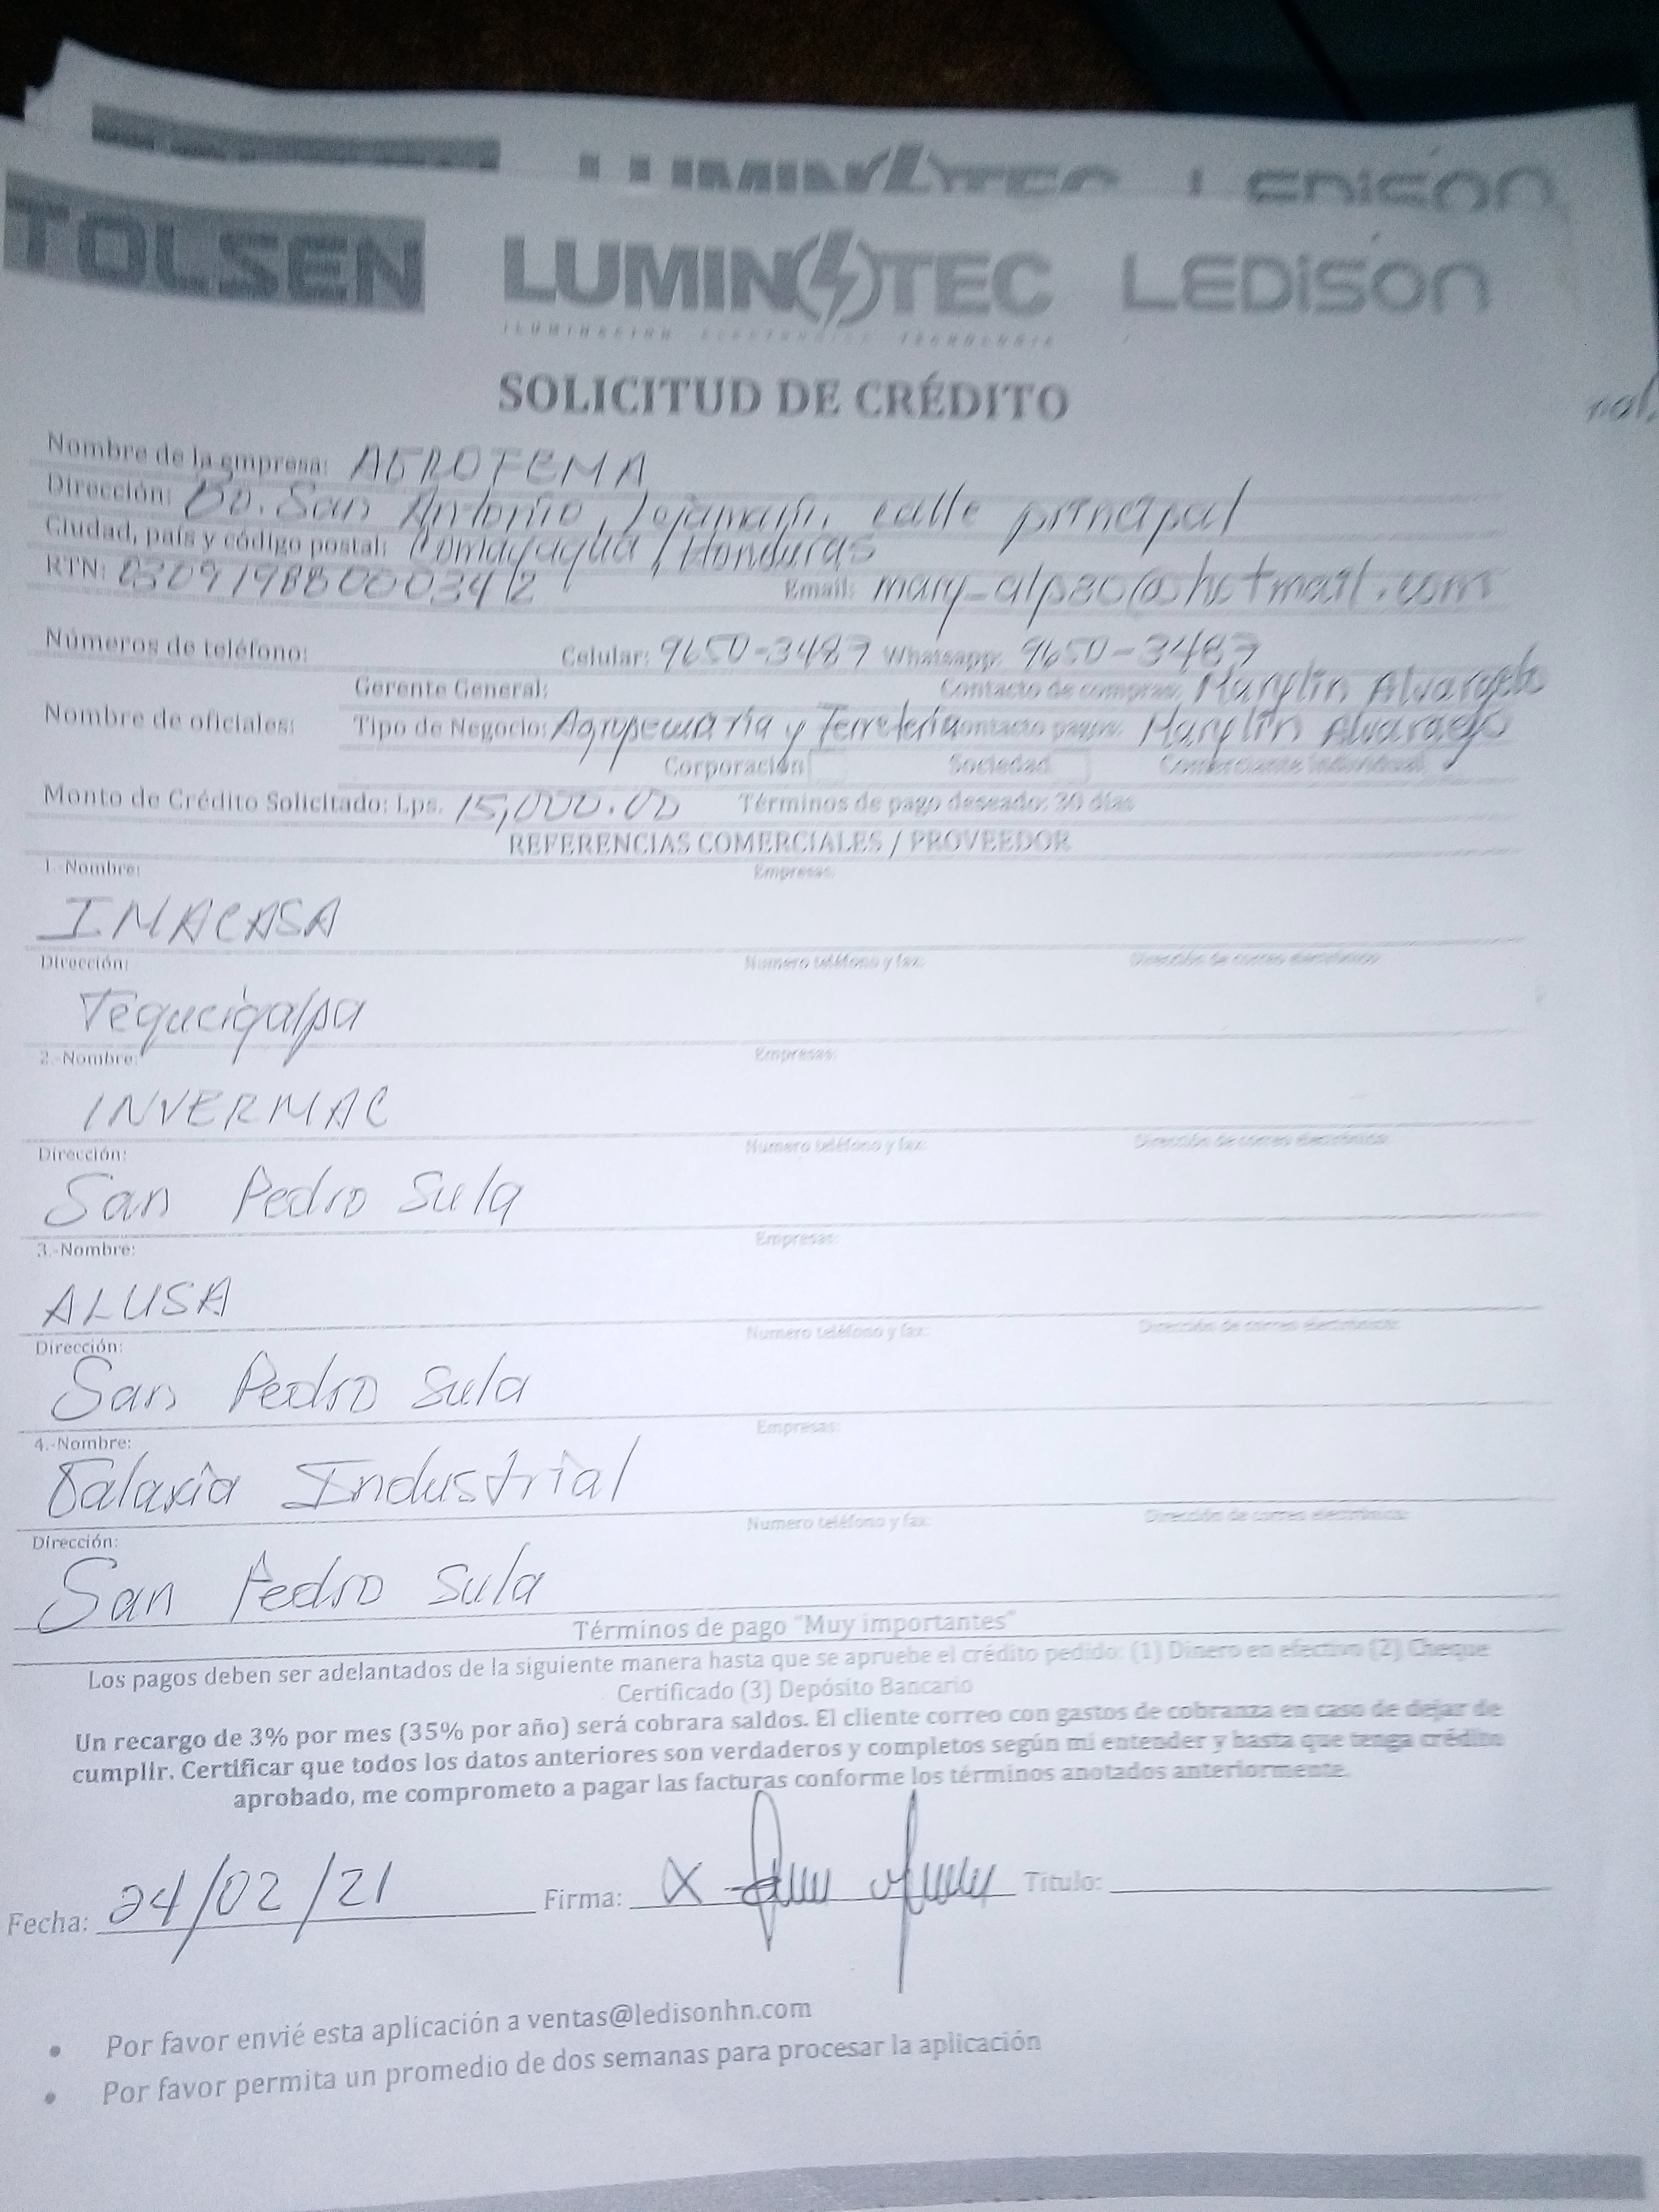 LUMINOTEC LEDISON
TOLSEN LUMINOTEC LEDISON
ILUMINACION ELECTRONICA TECNOLOGIA
SOLICITUD DE CRÉDITO
Nombre de la empresa: AGROFEMA
Dirección: Bo. San Antonio, calle principal
Ciudad, país y código postal: Comayagua, Honduras
RTN: Email: mary_alp80@hotmail.com
Números de teléfono: Celular: 9650-3487 Whatsapp: 9650-3487
Gerente General: Contacto de compras: Marylin Alvarado
Nombre de oficiales: Tipo de Negocio: Agropecuaria y Ferretería contacto pagos: Marylin Alvarado
Corporación Sociedad Comerciante Individual
Monto de Crédito Solicitado: Lps. 15,000.00 Términos de pago deseado: 30 días
REFERENCIAS COMERCIALES / PROVEEDOR
1.-Nombre: Empresas:
IMACASA
Dirección: Numero teléfono y fax: Dirección de correo electrónico:
Tegucigalpa
2.-Nombre: Empresas:
INVERMAC
Dirección: Numero teléfono y fax: Dirección de correo electrónico:
San Pedro Sula
3.-Nombre: Empresas:
ALUSA
Dirección: Numero teléfono y fax: Dirección de correo electrónico:
San Pedro Sula
4.-Nombre: Empresas:
Galaxia Industrial
Dirección: Numero teléfono y fax: Dirección de correo electrónico:
San Pedro Sula
Términos de pago "Muy importantes"
Los pagos deben ser adelantados de la siguiente manera hasta que se apruebe el crédito pedido: (1) Dinero en efectivo (2) Cheque
Certificado (3) Depósito Bancario
Un recargo de 3% por mes (35% por año) será cobrara saldos. El cliente correo con gastos de cobranza en caso de dejar de
cumplir. Certificar que todos los datos anteriores son verdaderos y completos según mi entender y hasta que tenga crédito
aprobado, me comprometo a pagar las facturas conforme los términos anotados anteriormente.
Fecha: 24/02/21 Firma: X Titulo:
• Por favor envié esta aplicación a ventas@ledisonhn.com
• Por favor permita un promedio de dos semanas para procesar la aplicación